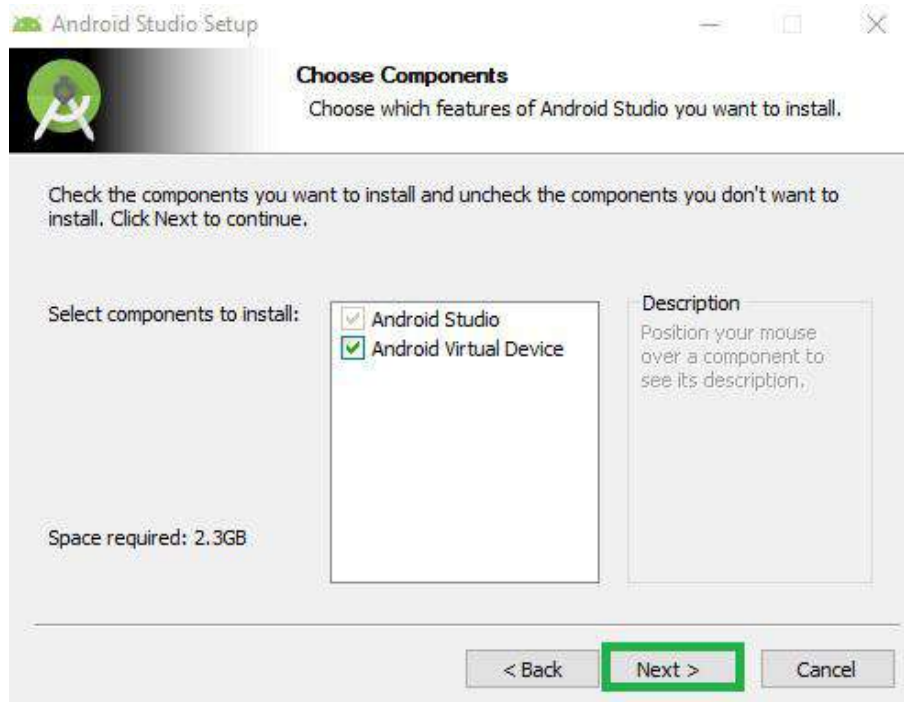 Android Studio Setup
Choose Components
Choose which features of Android Studio you want to install.
Check the components you want to install and uncheck the components you don't want to
install. Click Next to continue.
Select components to install:
Android Studio
Android Virtual Device
Description
Position your mouse
over a component to
see its description.
Space required: 2.3GB
< Back
Next >
Cancel